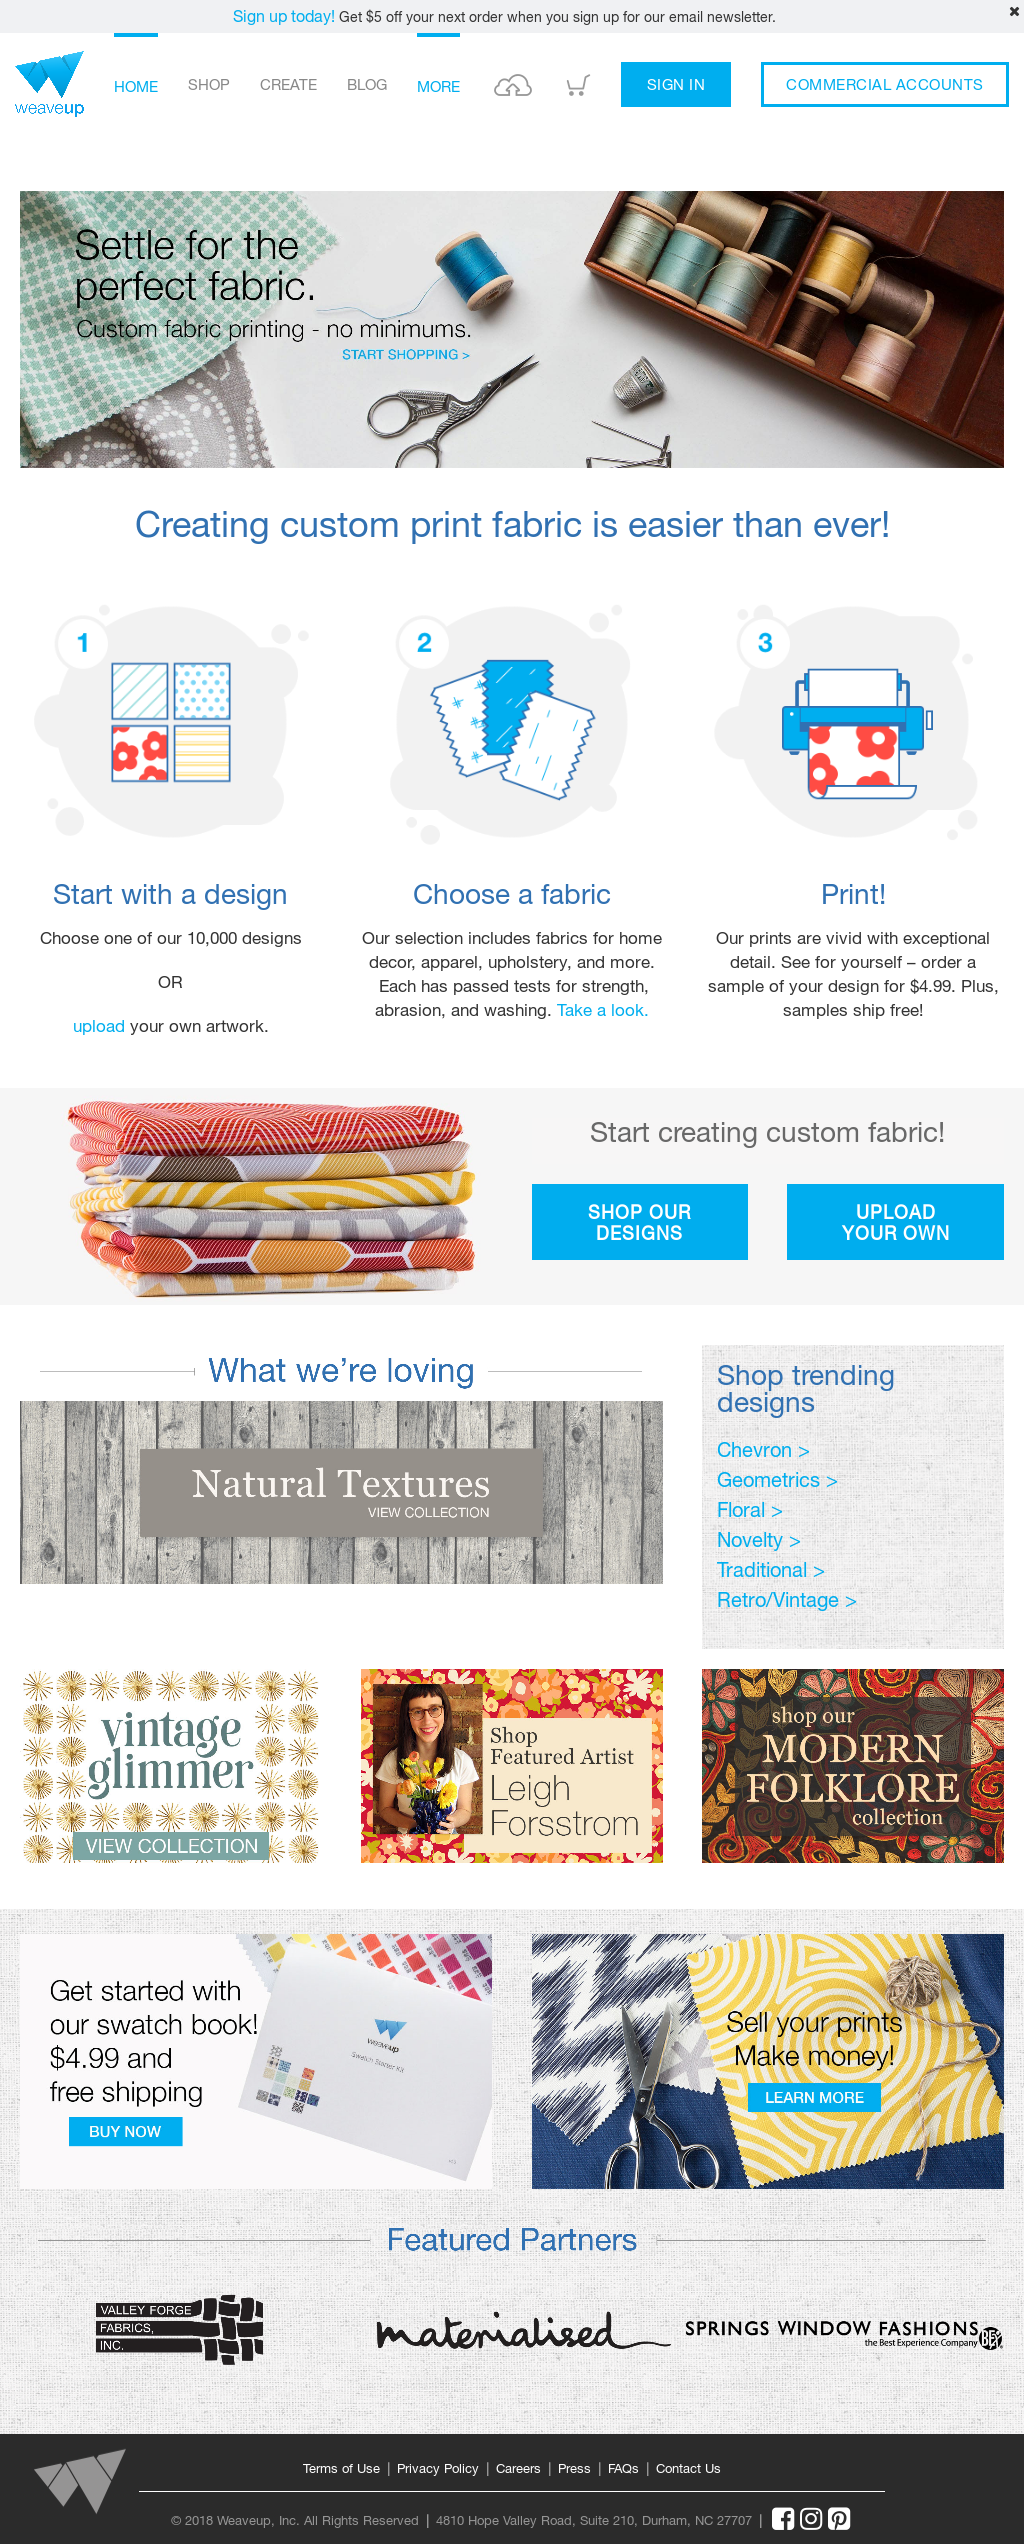 Sign up today! Get $5 off your next order when you sign up for our email newsletter.
weaveup
HOME
SHOP
CREATE
BLOG
MORE
SIGN IN
COMMERCIAL ACCOUNTS
Settle for the
perfect fabric.
Custom fabric printing - no minimums.
START SHOPPING >
Creating custom print fabric is easier than ever!
1
2
3
Start with a design
Choose one of our 10,000 designs
OR
upload your own artwork.
Choose a fabric
Our selection includes fabrics for home
decor, apparel, upholstery, and more.
Each has passed tests for strength,
abrasion, and washing. Take a look.
Print!
Our prints are vivid with exceptional
detail. See for yourself – order a
sample of your design for $4.99. Plus,
samples ship free!
Start creating custom fabric!
SHOP OUR
DESIGNS
UPLOAD
YOUR OWN
What we're loving
Natural Textures
VIEW COLLECTION
Shop trending
designs
Chevron >
Geometrics >
Floral >
Novelty >
Traditional >
Retro/Vintage >
vintage
glimmer
VIEW COLLECTION
Shop
Featured Artist
Leigh
Forsstrom
shop our
MODERN
FOLKLORE
collection
Get started with
our swatch book!
$4.99 and
free shipping
BUY NOW
weaveup
Swatch Starter Kit
Sell your prints
Make money!
LEARN MORE
Featured Partners
VALLEY FORGE
FABRICS,
INC.
materialised
SPRINGS WINDOW FASHIONS
the Best Experience Company
BEX
Terms of Use | Privacy Policy | Careers | Press | FAQs | Contact Us
© 2018 Weaveup, Inc. All Rights Reserved | 4810 Hope Valley Road, Suite 210, Durham, NC 27707 |